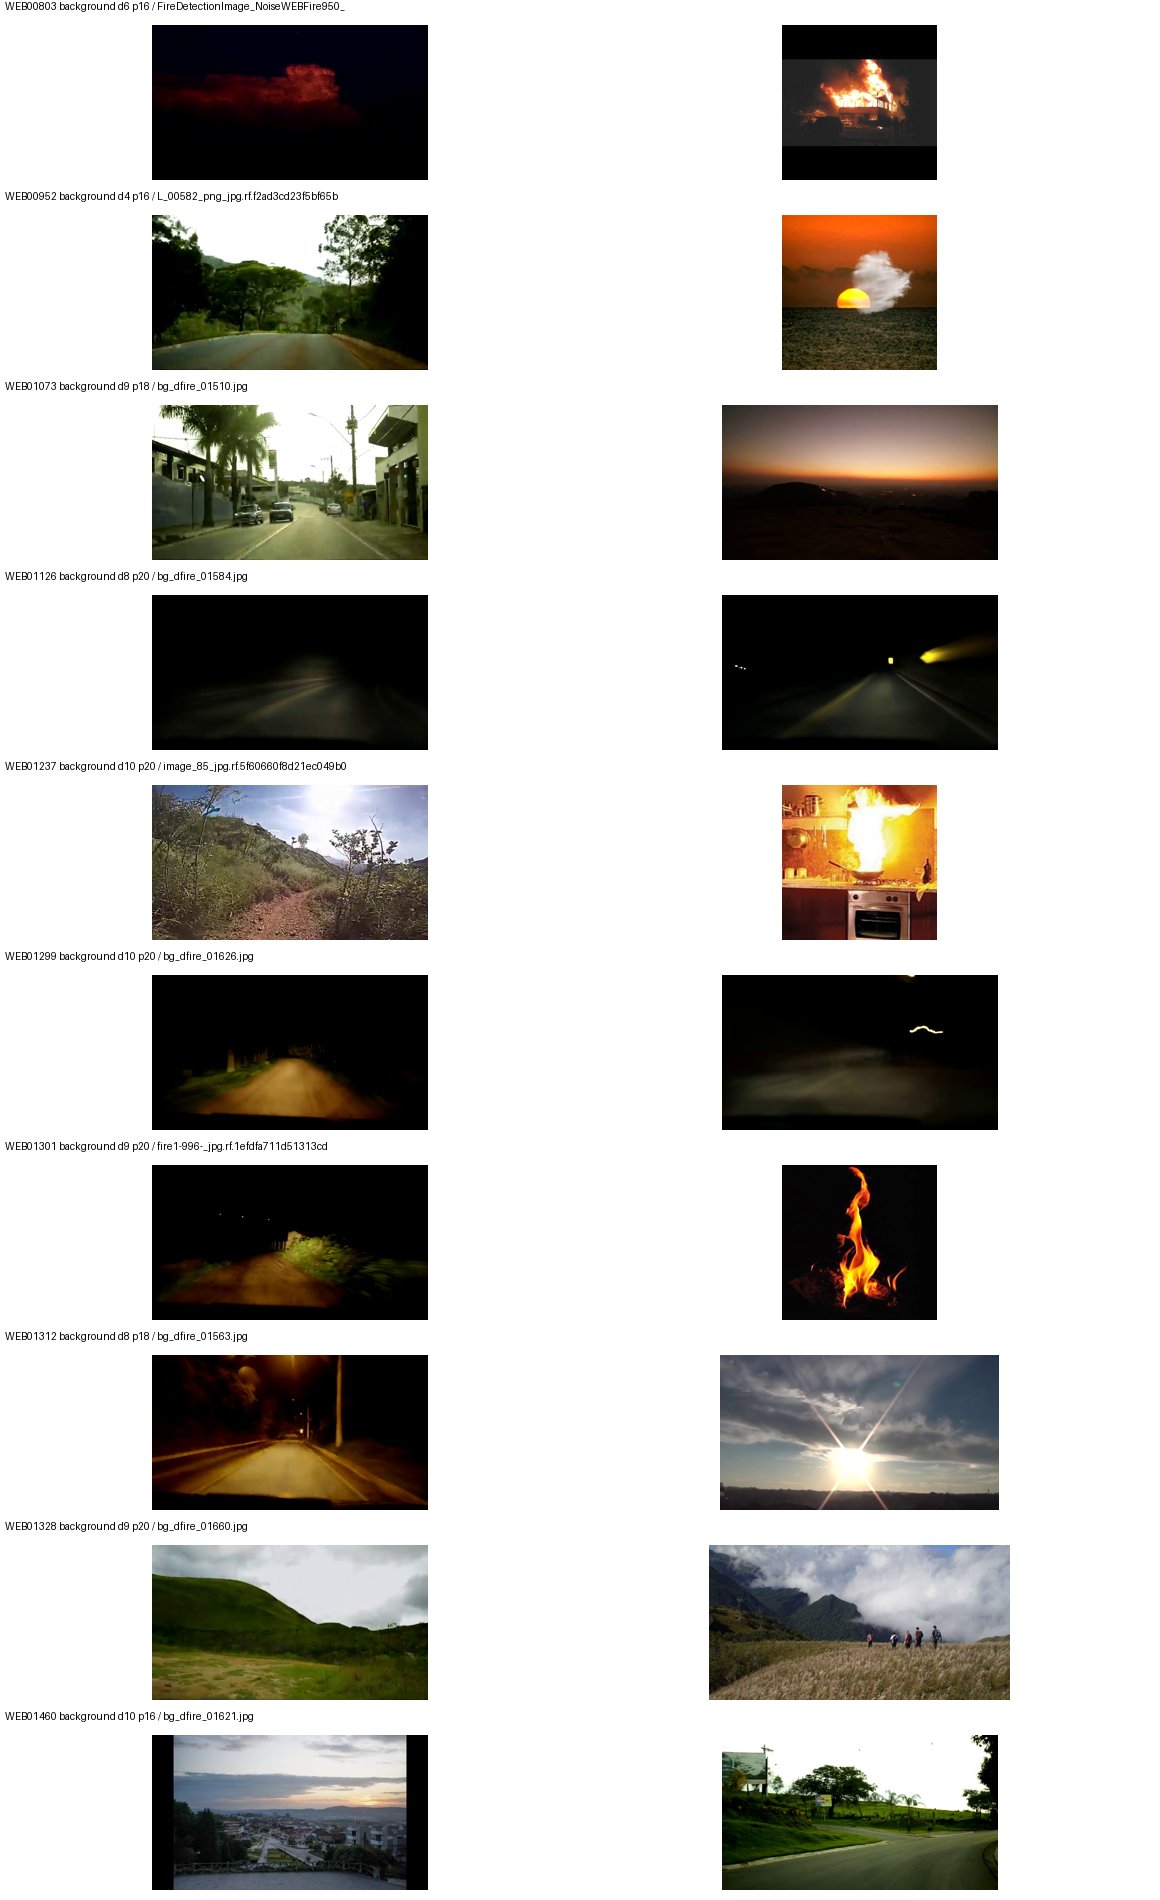 WEB00803 background d6 p16 / FireDetectionImage_NoiseWEBFire950_
WEB00952 background d4 p16 / L_00582_png_jpg.rf.f2ad3cd23f5bf65b
WEB01073 background d9 p18 / bg_dfire_01510.jpg
WEB01126 background d8 p20 / bg_dfire_01584.jpg
WEB01237 background d10 p20 / image_85_jpg.rf.5f60660f8d21ec049b0
WEB01299 background d10 p20 / bg_dfire_01626.jpg
WEB01301 background d9 p20 / fire1-996-_jpg.rf.1efdfa711d51313cd
WEB01312 background d8 p18 / bg_dfire_01563.jpg
WEB01328 background d9 p20 / bg_dfire_01660.jpg
WEB01460 background d10 p16 / bg_dfire_01621.jpg